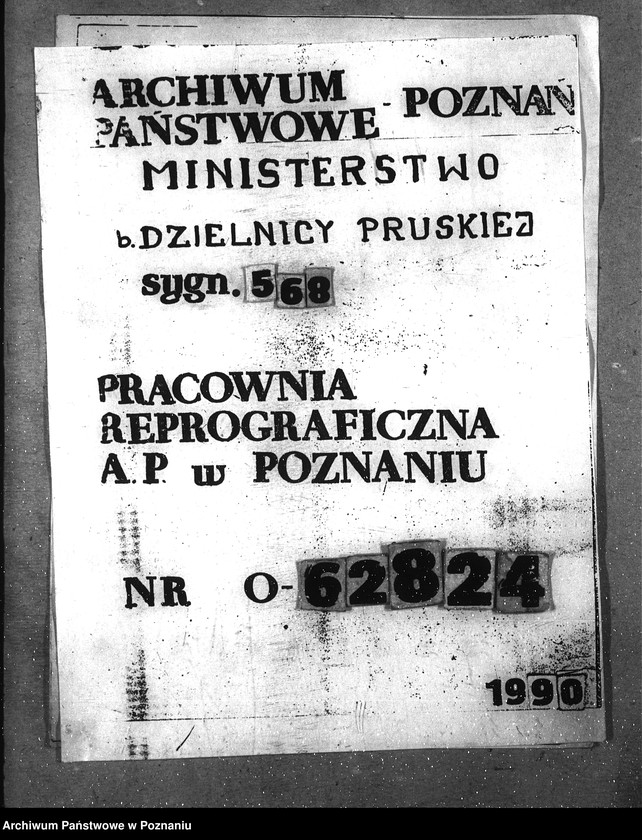 ARCHIWUM
PAŃSTWOWE - POZNAŃ
MINISTERSTWO
b. DZIELNICY PRUSKIEJ
sygn. 568
PRACOWNIA
REPROGRAFICZNA
A.P. w POZNANIU
NR O-62824
1990
Archiwum Państwowe w Poznaniu